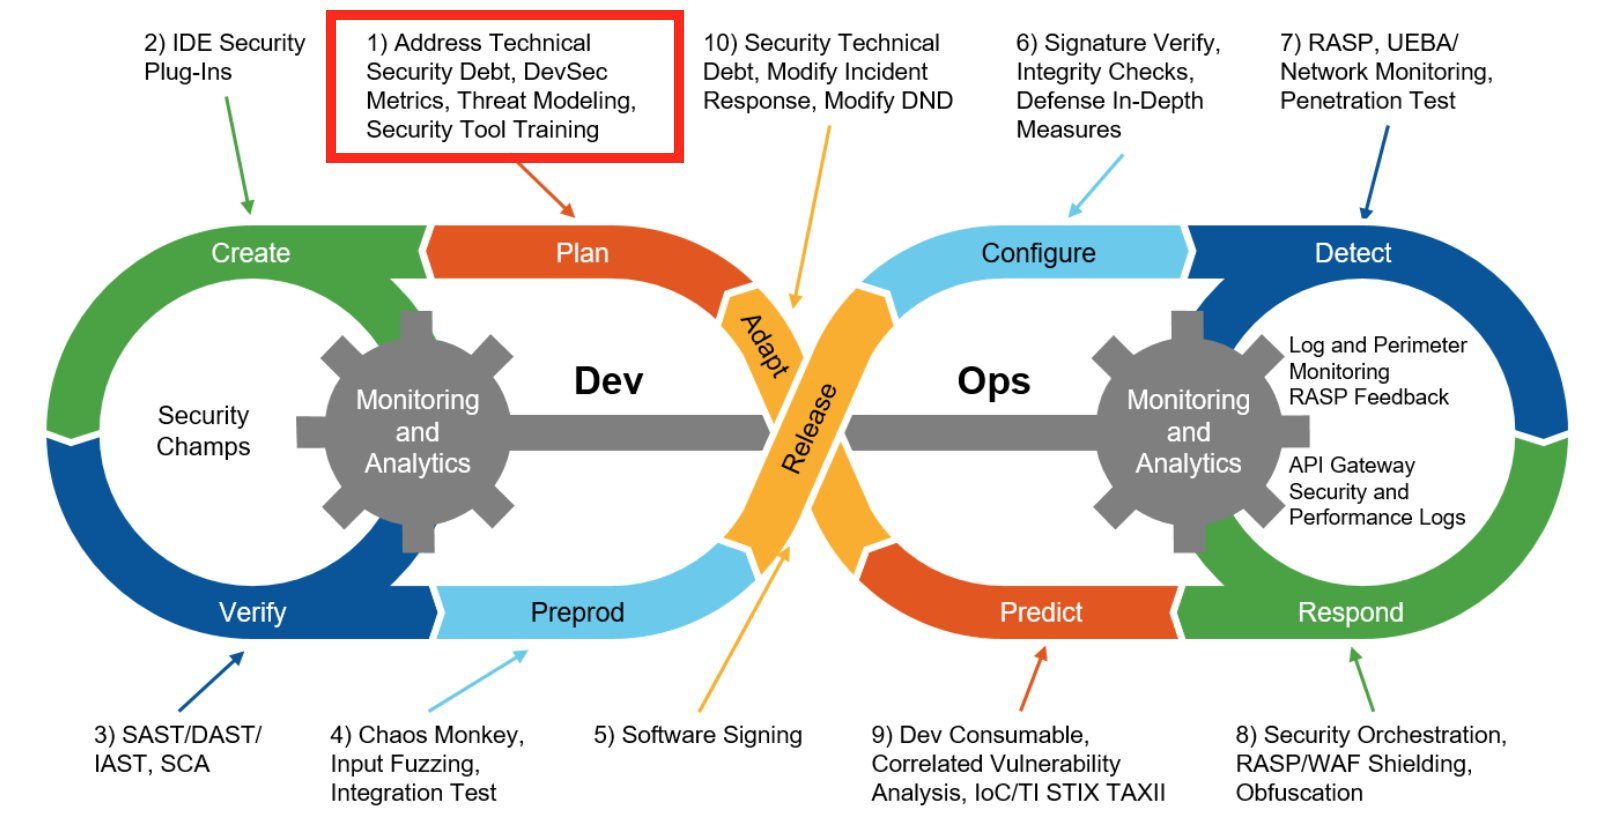 2) IDE Security
Plug-Ins
1) Address Technical
Security Debt, DevSec
Metrics, Threat Modeling,
Security Tool Training
10) Security Technical
Debt, Modify Incident
Response, Modify DND
6) Signature Verify,
Integrity Checks,
Defense In-Depth
Measures
7) RASP, UEBA/
Network Monitoring,
Penetration Test
Create
Plan
Adapt
Release
Configure
Detect
Security
Champs
Monitoring
and
Analytics
Dev
Ops
Monitoring
and
Analytics
Log and Perimeter
Monitoring
RASP Feedback
API Gateway
Security and
Performance Logs
Verify
Preprod
Predict
Respond
3) SAST/DAST/
IAST, SCA
4) Chaos Monkey,
Input Fuzzing,
Integration Test
5) Software Signing
9) Dev Consumable,
Correlated Vulnerability
Analysis, IoC/TI STIX TAXII
8) Security Orchestration,
RASP/WAF Shielding,
Obfuscation